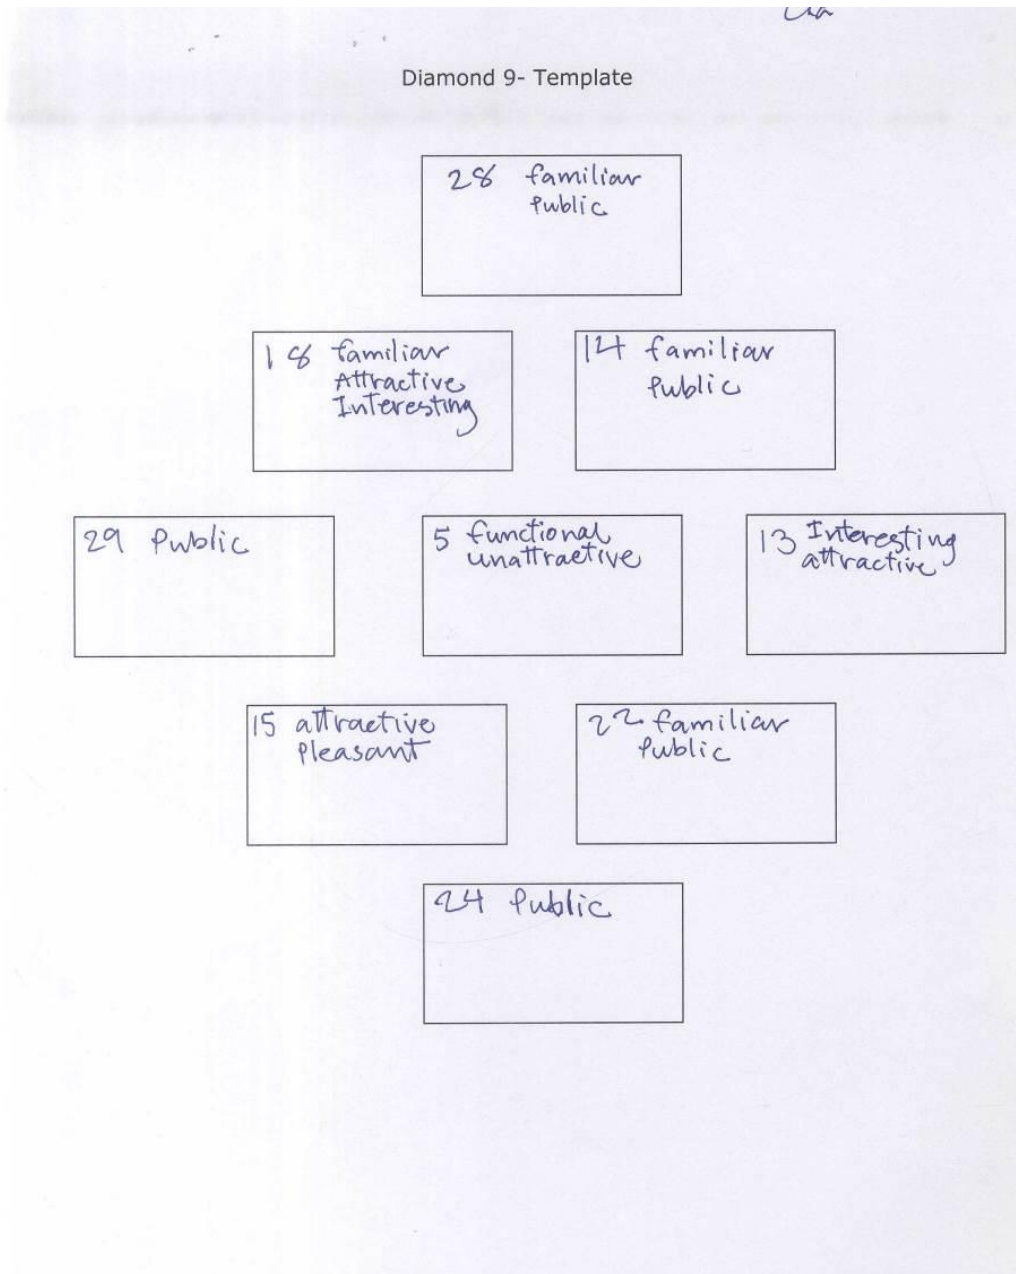 Diamond 9- Template
28 familiar
Public
18 familiar
Attractive
Interesting
14 familiar
Public
29 Public
5 functional
unattractive
13 Interesting
attractive
15 attractive
Pleasant
22 familiar
Public
24 Public